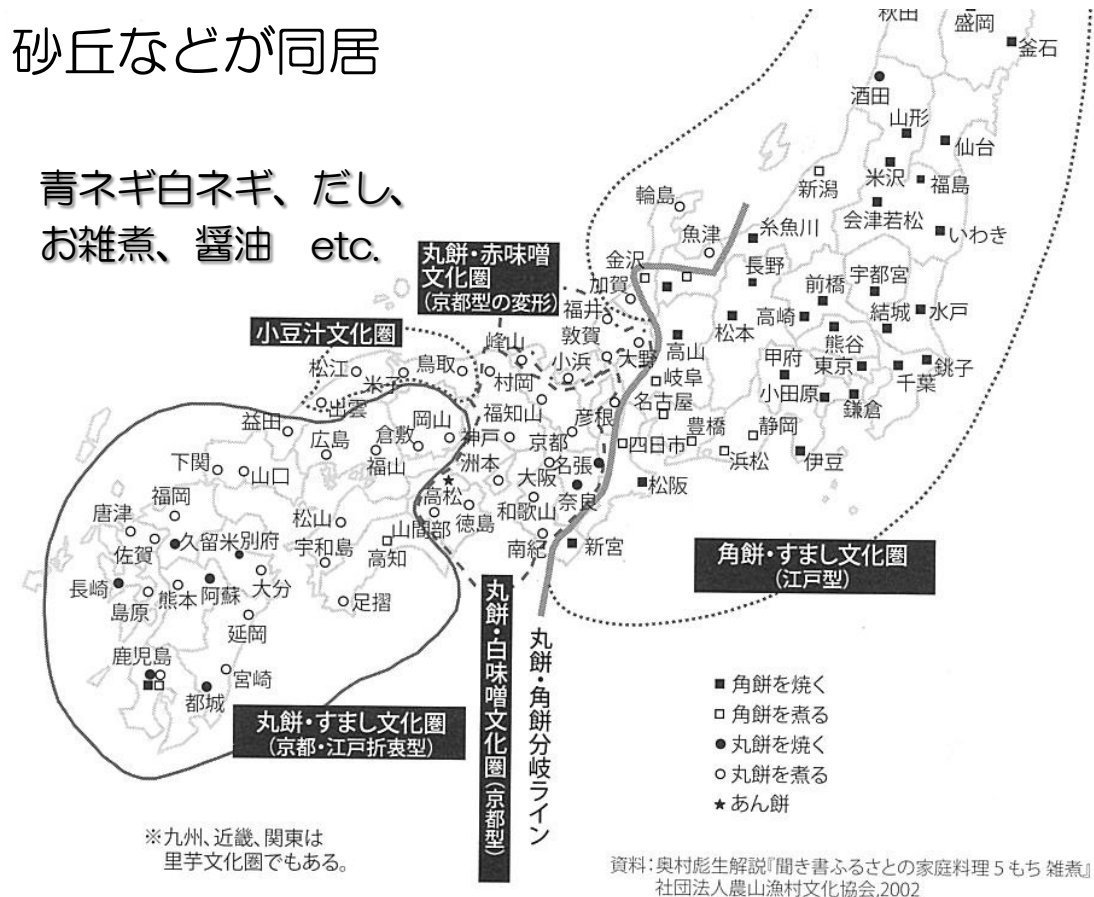 砂丘などが同居
青ネギ白ネギ、だし、
お雑煮、醤油 etc.
秋田
盛岡
釜石
酒田
山形
仙台
新潟
米沢
福島
会津若松
いわき
輪島
魚津
糸魚川
金沢
加賀
長野
前橋
宇都宮
福井
松本
高崎
結城
水戸
敦賀
大野
高山
熊谷
峰山
小浜
岐阜
甲府
東京
千葉
銚子
松江
米子
鳥取
村岡
名古屋
小田原
鎌倉
出雲
福知山
彦根
豊橋
静岡
益田
広島
倉敷
岡山
神戸
京都
四日市
浜松
伊豆
福山
洲本
大阪
名張
下関
山口
松阪
福岡
高松
奈良
唐津
松山
山間部
徳島
和歌山
佐賀
久留米
別府
宇和島
高知
南紀
新宮
長崎
島原
熊本
阿蘇
大分
足摺
延岡
鹿児島
宮崎
都城
丸餅・赤味噌
文化圏
(京都型の変形)
小豆汁文化圏
角餅・すまし文化圏
(江戸型)
丸餅・すまし文化圏
(京都・江戸折衷型)
丸餅・白味噌文化圏(京都型)
丸餅・角餅分岐ライン
■ 角餅を焼く
□ 角餅を煮る
● 丸餅を焼く
○ 丸餅を煮る
★ あん餅
※九州、近畿、関東は
里芋文化圏でもある。
資料:奥村彪生解説『聞き書ふるさとの家庭料理 5 もち 雑煮』
社団法人農山漁村文化協会,2002